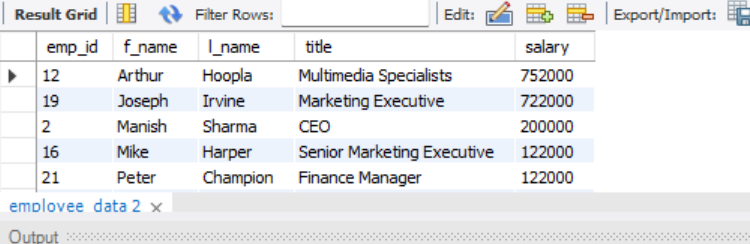 Result Grid Filter Rows: Edit: Export/Import:
emp_id f_name l_name title salary
12 Arthur Hoopla Multimedia Specialists 752000
19 Joseph Irvine Marketing Executive 722000
2 Manish Sharma CEO 200000
16 Mike Harper Senior Marketing Executive 122000
21 Peter Champion Finance Manager 122000
employee_data 2 ×
Output